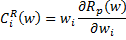 C_i^R(w) = w_i ∂R_p(w)/∂w_i